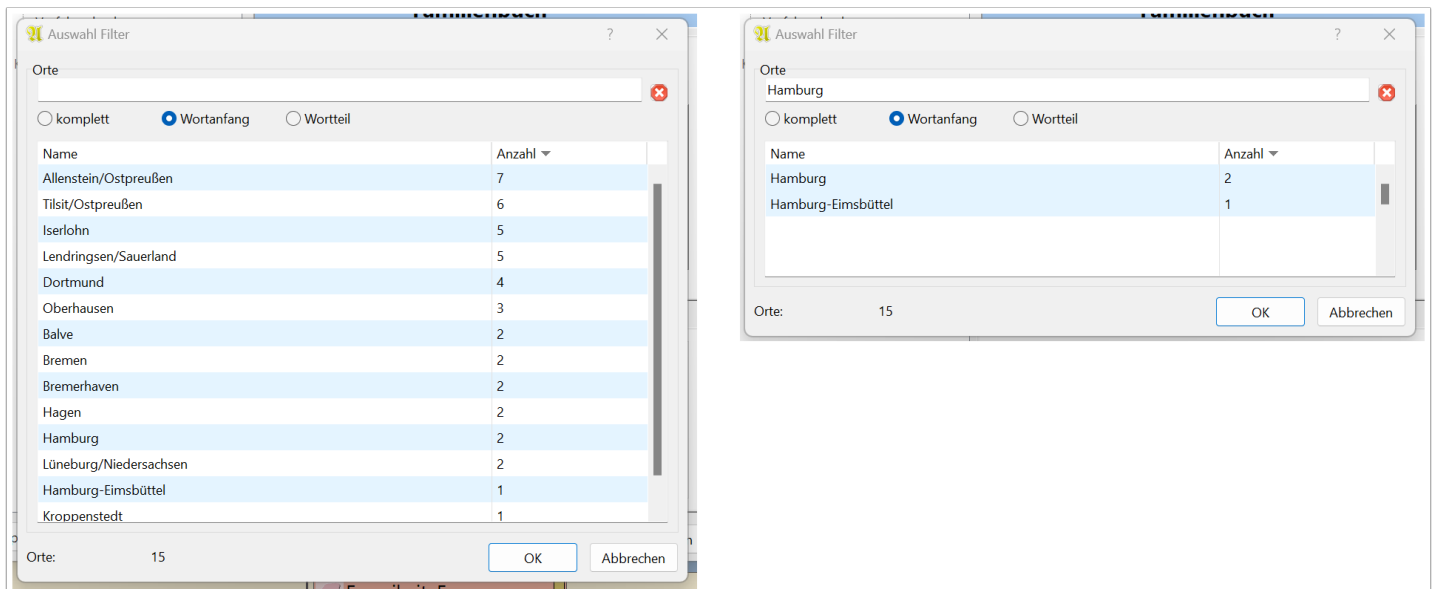 Familienbuch
Auswahl Filter
?
Orte
komplett
Wortanfang
Wortteil
Name Anzahl
Allenstein/Ostpreußen 7
Tilsit/Ostpreußen 6
Iserlohn 5
Lendringsen/Sauerland 5
Dortmund 4
Oberhausen 3
Balve 2
Bremen 2
Bremerhaven 2
Hagen 2
Hamburg 2
Lüneburg/Niedersachsen 2
Hamburg-Eimsbüttel 1
Kroppenstedt 1
Orte: 15
OK
Abbrechen
Familienbuch
Auswahl Filter
?
Orte
Hamburg
komplett
Wortanfang
Wortteil
Name Anzahl
Hamburg 2
Hamburg-Eimsbüttel 1
Orte: 15
OK
Abbrechen